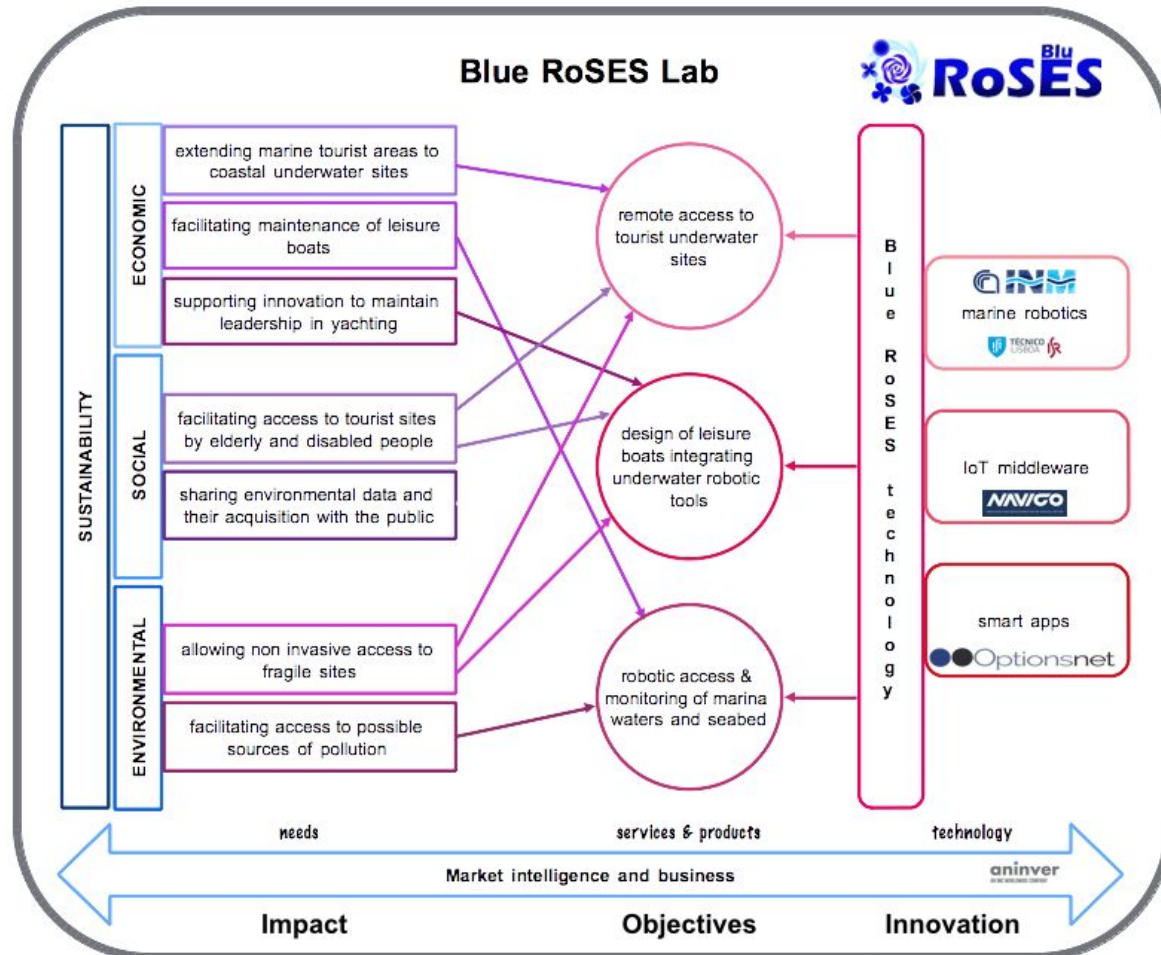 Blue RoSES Lab
Blu
RoSES
SUSTAINABILITY
ECONOMIC
extending marine tourist areas to
coastal underwater sites
facilitating maintenance of leisure
boats
supporting innovation to maintain
leadership in yachting
SOCIAL
facilitating access to tourist sites
by elderly and disabled people
sharing environmental data and
their acquisition with the public
ENVIRONMENTAL
allowing non invasive access to
fragile sites
facilitating access to possible
sources of pollution
remote access to
tourist underwater
sites
design of leisure
boats integrating
underwater robotic
tools
robotic access &
monitoring of marina
waters and seabed
Blue RoSES technology
INM
marine robotics
TÉCNICO
LISBOA
IoT middleware
NAVIGO
smart apps
Optionsnet
needs
services & products
technology
Market intelligence and business
aninver
Impact
Objectives
Innovation